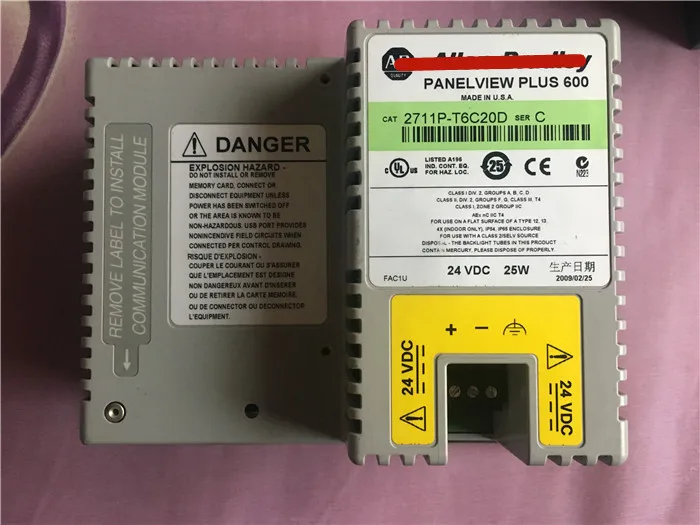 REMOVE LABEL TO INSTALL
COMMUNICATION MODULE
DANGER
EXPLOSION HAZARD -
DO NOT INSTALL OR REMOVE
MEMORY CARD, CONNECT OR
DISCONNECT EQUIPMENT UNLESS
POWER HAS BEEN SWITCHED OFF
OR THE AREA IS KNOWN TO BE
NON-HAZARDOUS. USB PORT PROVIDES
NONINCENDIVE FIELD CIRCUITS WHEN
CONNECTED PER CONTROL DRAWING.
RISQUE D'EXPLOSION -
COUPER LE COURANT OU S'ASSURER
QUE L'EMPLACEMENT EST DESIGNE
NON DANGEREUX AVANT D'INSERER
OU DE RETIRER LA CARTE MEMOIRE.
OU DE CONNECTOR OU DECONNECTOR
L'EQUIPMENT.
PANELVIEW PLUS 600
MADE IN U.S.A.
CAT 2711P-T6C20D SER C
c UL US
LISTED A196
IND. CONT. EQ.
FOR HAZ. LOC.
25
CE
N223
CLASS I DIV. 2, GROUPS A, B, C, D
CLASS II, DIV. 2 GROUPS F, G, CLASS III, T4
CLASS I, ZONE 2 GROUP IIC
AEx nC IIC T4
FOR USE ON A FLAT SURFACE OF A TYPE 12, 13,
4X (INDOOR ONLY), IP54, IP65 ENCLOSURE
FOR USE WITH A CLASS 2/SELV SOURCE
THE BACKLIGHT TUBES IN THIS PRODUCT
CONTAIN MERCURY, PLEASE DISPOSE OF PROPERLY.
FAC1U
24 VDC 25W
生产日期
2009/02/25
+ −
24 VDC
24 VDC